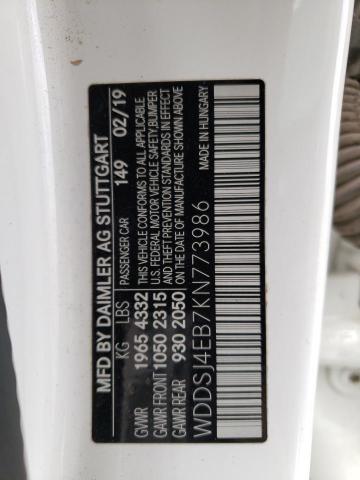 MFD BY DAIMLER AG STUTTGART
KG LBS PASSENGER CAR 149 02/19
GVWR 1965 4332 THIS VEHICLE CONFORMS TO ALL APPLICABLE
GAWR FRONT 1050 2315 U.S. FEDERAL MOTOR VEHICLE SAFETY, BUMPER
GAWR REAR 930 2050 AND THEFT PREVENTION STANDARDS IN EFFECT
ON THE DATE OF MANUFACTURE SHOWN ABOVE
WDDSJ4EB7KN773986 MADE IN HUNGARY